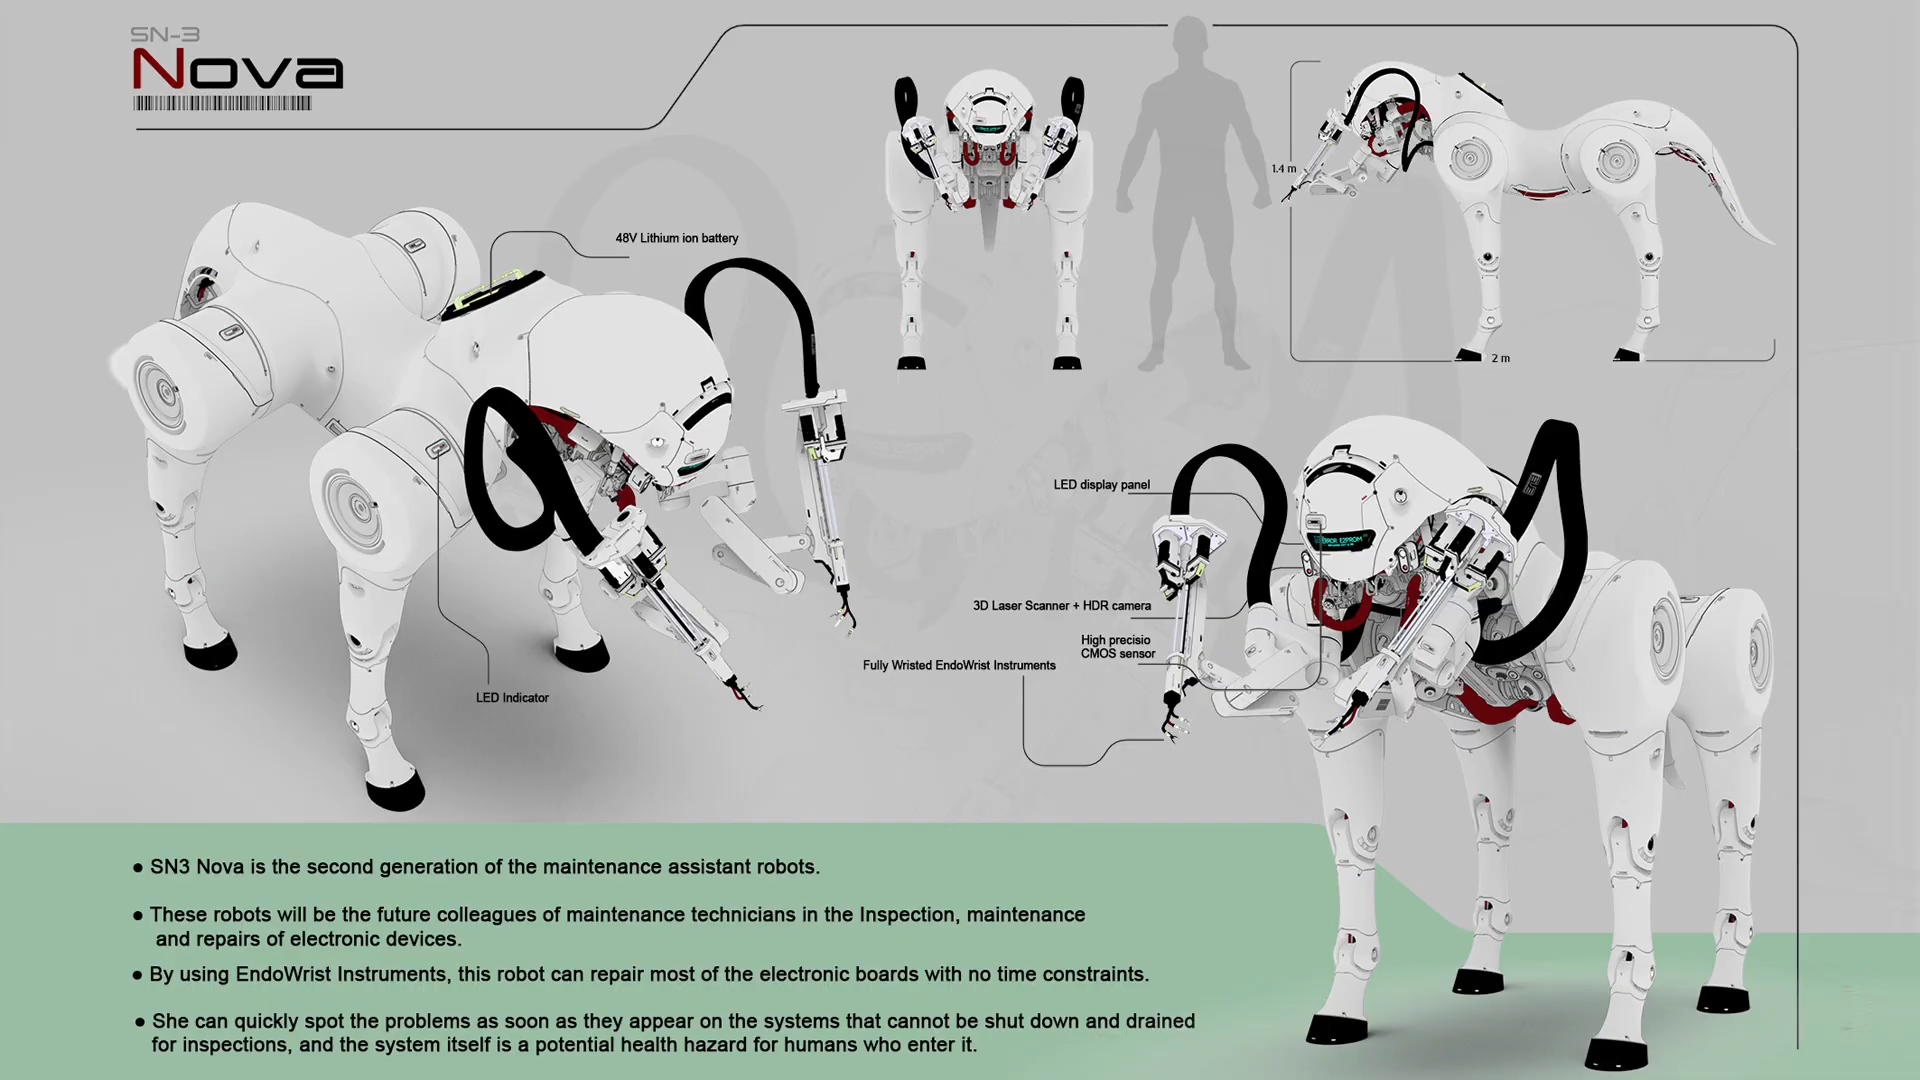 SN-3
Nova
48V Lithium ion battery
1.4 m
2 m
LED display panel
3D Laser Scanner + HDR camera
High precisio
CMOS sensor
Fully Wristed EndoWrist Instruments
LED Indicator
● SN3 Nova is the second generation of the maintenance assistant robots.
● These robots will be the future colleagues of maintenance technicians in the Inspection, maintenance
and repairs of electronic devices.
● By using EndoWrist Instruments, this robot can repair most of the electronic boards with no time constraints.
● She can quickly spot the problems as soon as they appear on the systems that cannot be shut down and drained
for inspections, and the system itself is a potential health hazard for humans who enter it.